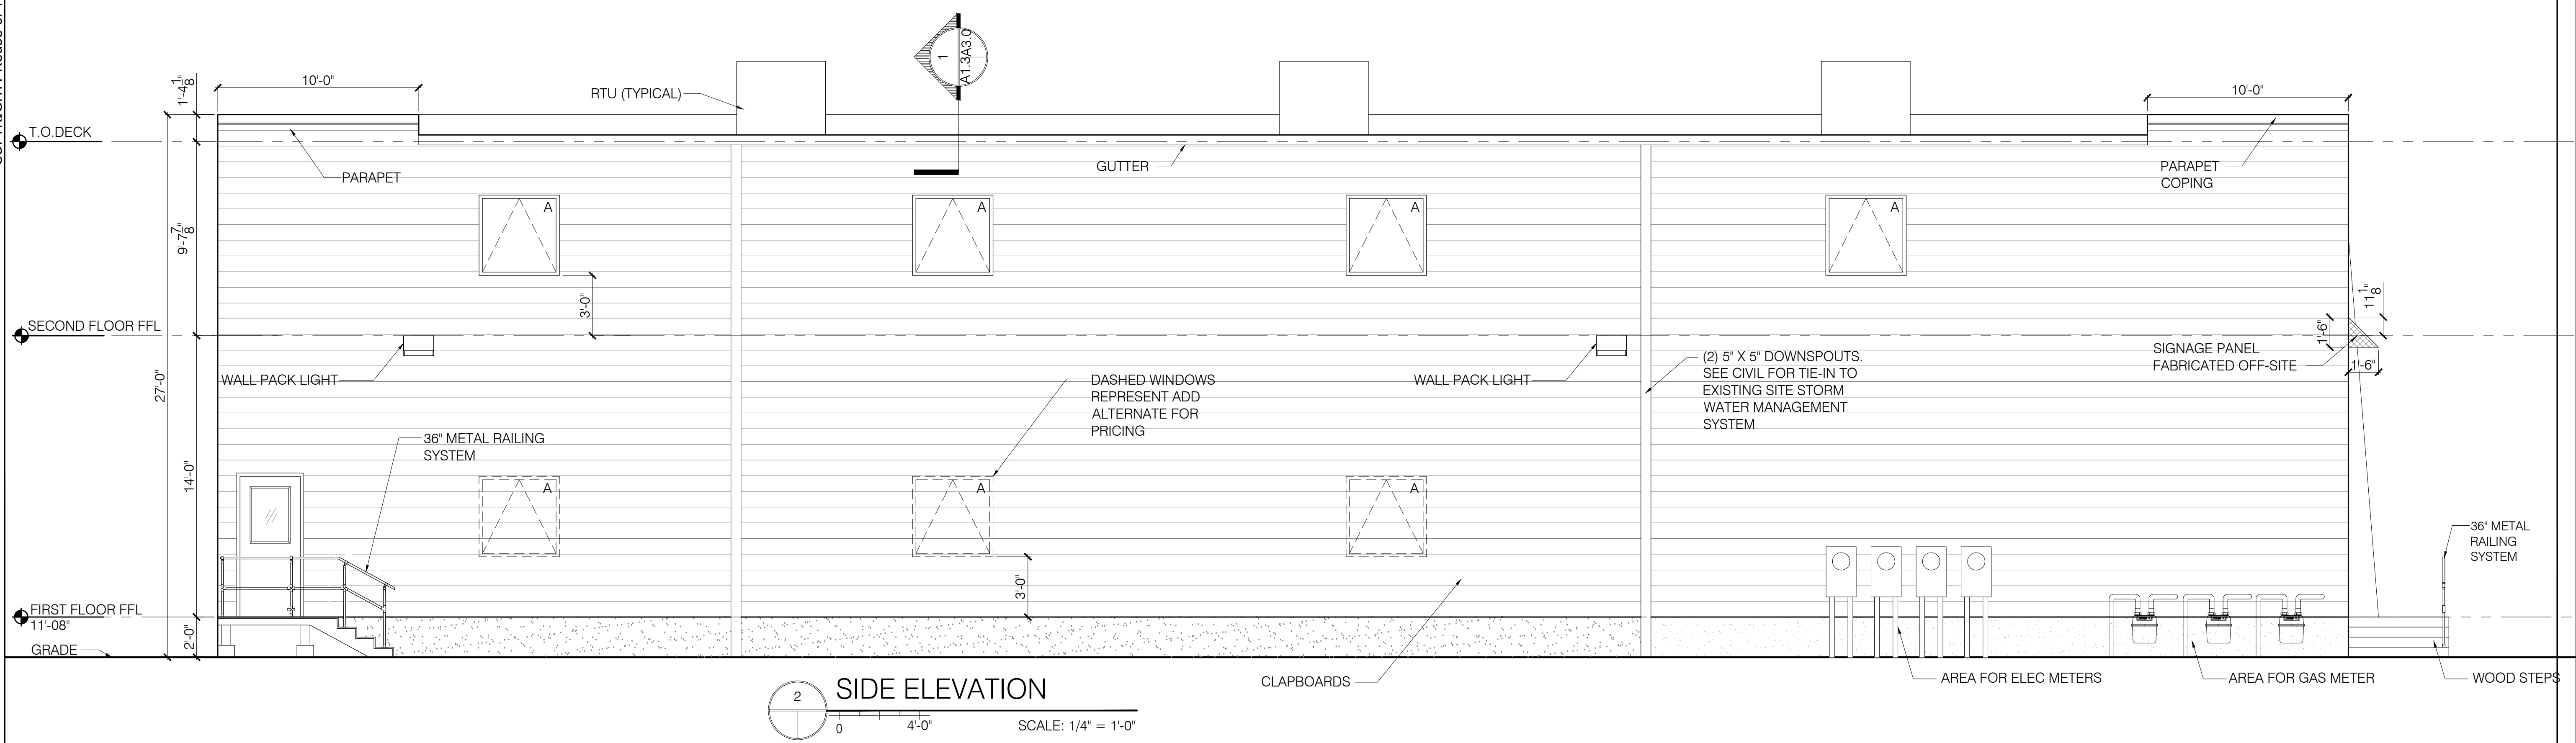 1
A1.3A3.0
1'-4 1/8"
10'-0"
RTU (TYPICAL)
10'-0"
T.O.DECK
PARAPET
GUTTER
PARAPET
COPING
A
A
A
A
9'-7 7/8"
3'-0"
SECOND FLOOR FFL
11 1/8"
1'-6"
WALL PACK LIGHT
27'-0"
DASHED WINDOWS
REPRESENT ADD
ALTERNATE FOR
PRICING
WALL PACK LIGHT
(2) 5" X 5" DOWNSPOUTS.
SEE CIVIL FOR TIE-IN TO
EXISTING SITE STORM
WATER MANAGEMENT
SYSTEM
SIGNAGE PANEL
FABRICATED OFF-SITE
1'-6"
36" METAL RAILING
SYSTEM
14'-0"
A
A
A
36" METAL
RAILING
SYSTEM
3'-0"
FIRST FLOOR FFL
11'-08"
2'-0"
GRADE
CLAPBOARDS
AREA FOR ELEC METERS
AREA FOR GAS METER
WOOD STEPS
2
SIDE ELEVATION
0
4'-0"
SCALE: 1/4" = 1'-0"